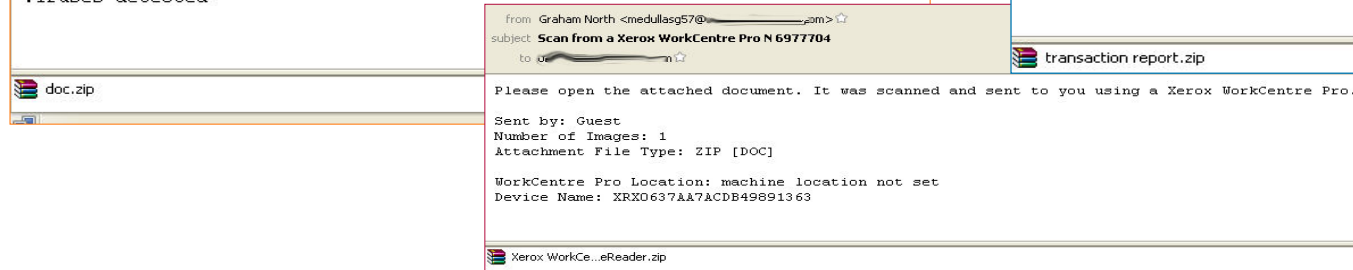 doc.zip
from Graham North <medullasg57@
subject Scan from a Xerox WorkCentre Pro N 6977704
to
transaction report.zip
Please open the attached document. It was scanned and sent to you using a Xerox WorkCentre Pro.
Sent by: Guest
Number of Images: 1
Attachment File Type: ZIP [DOC]
WorkCentre Pro Location: machine location not set
Device Name: XRX0637AA7ACDB49891363
Xerox WorkCe...eReader.zip